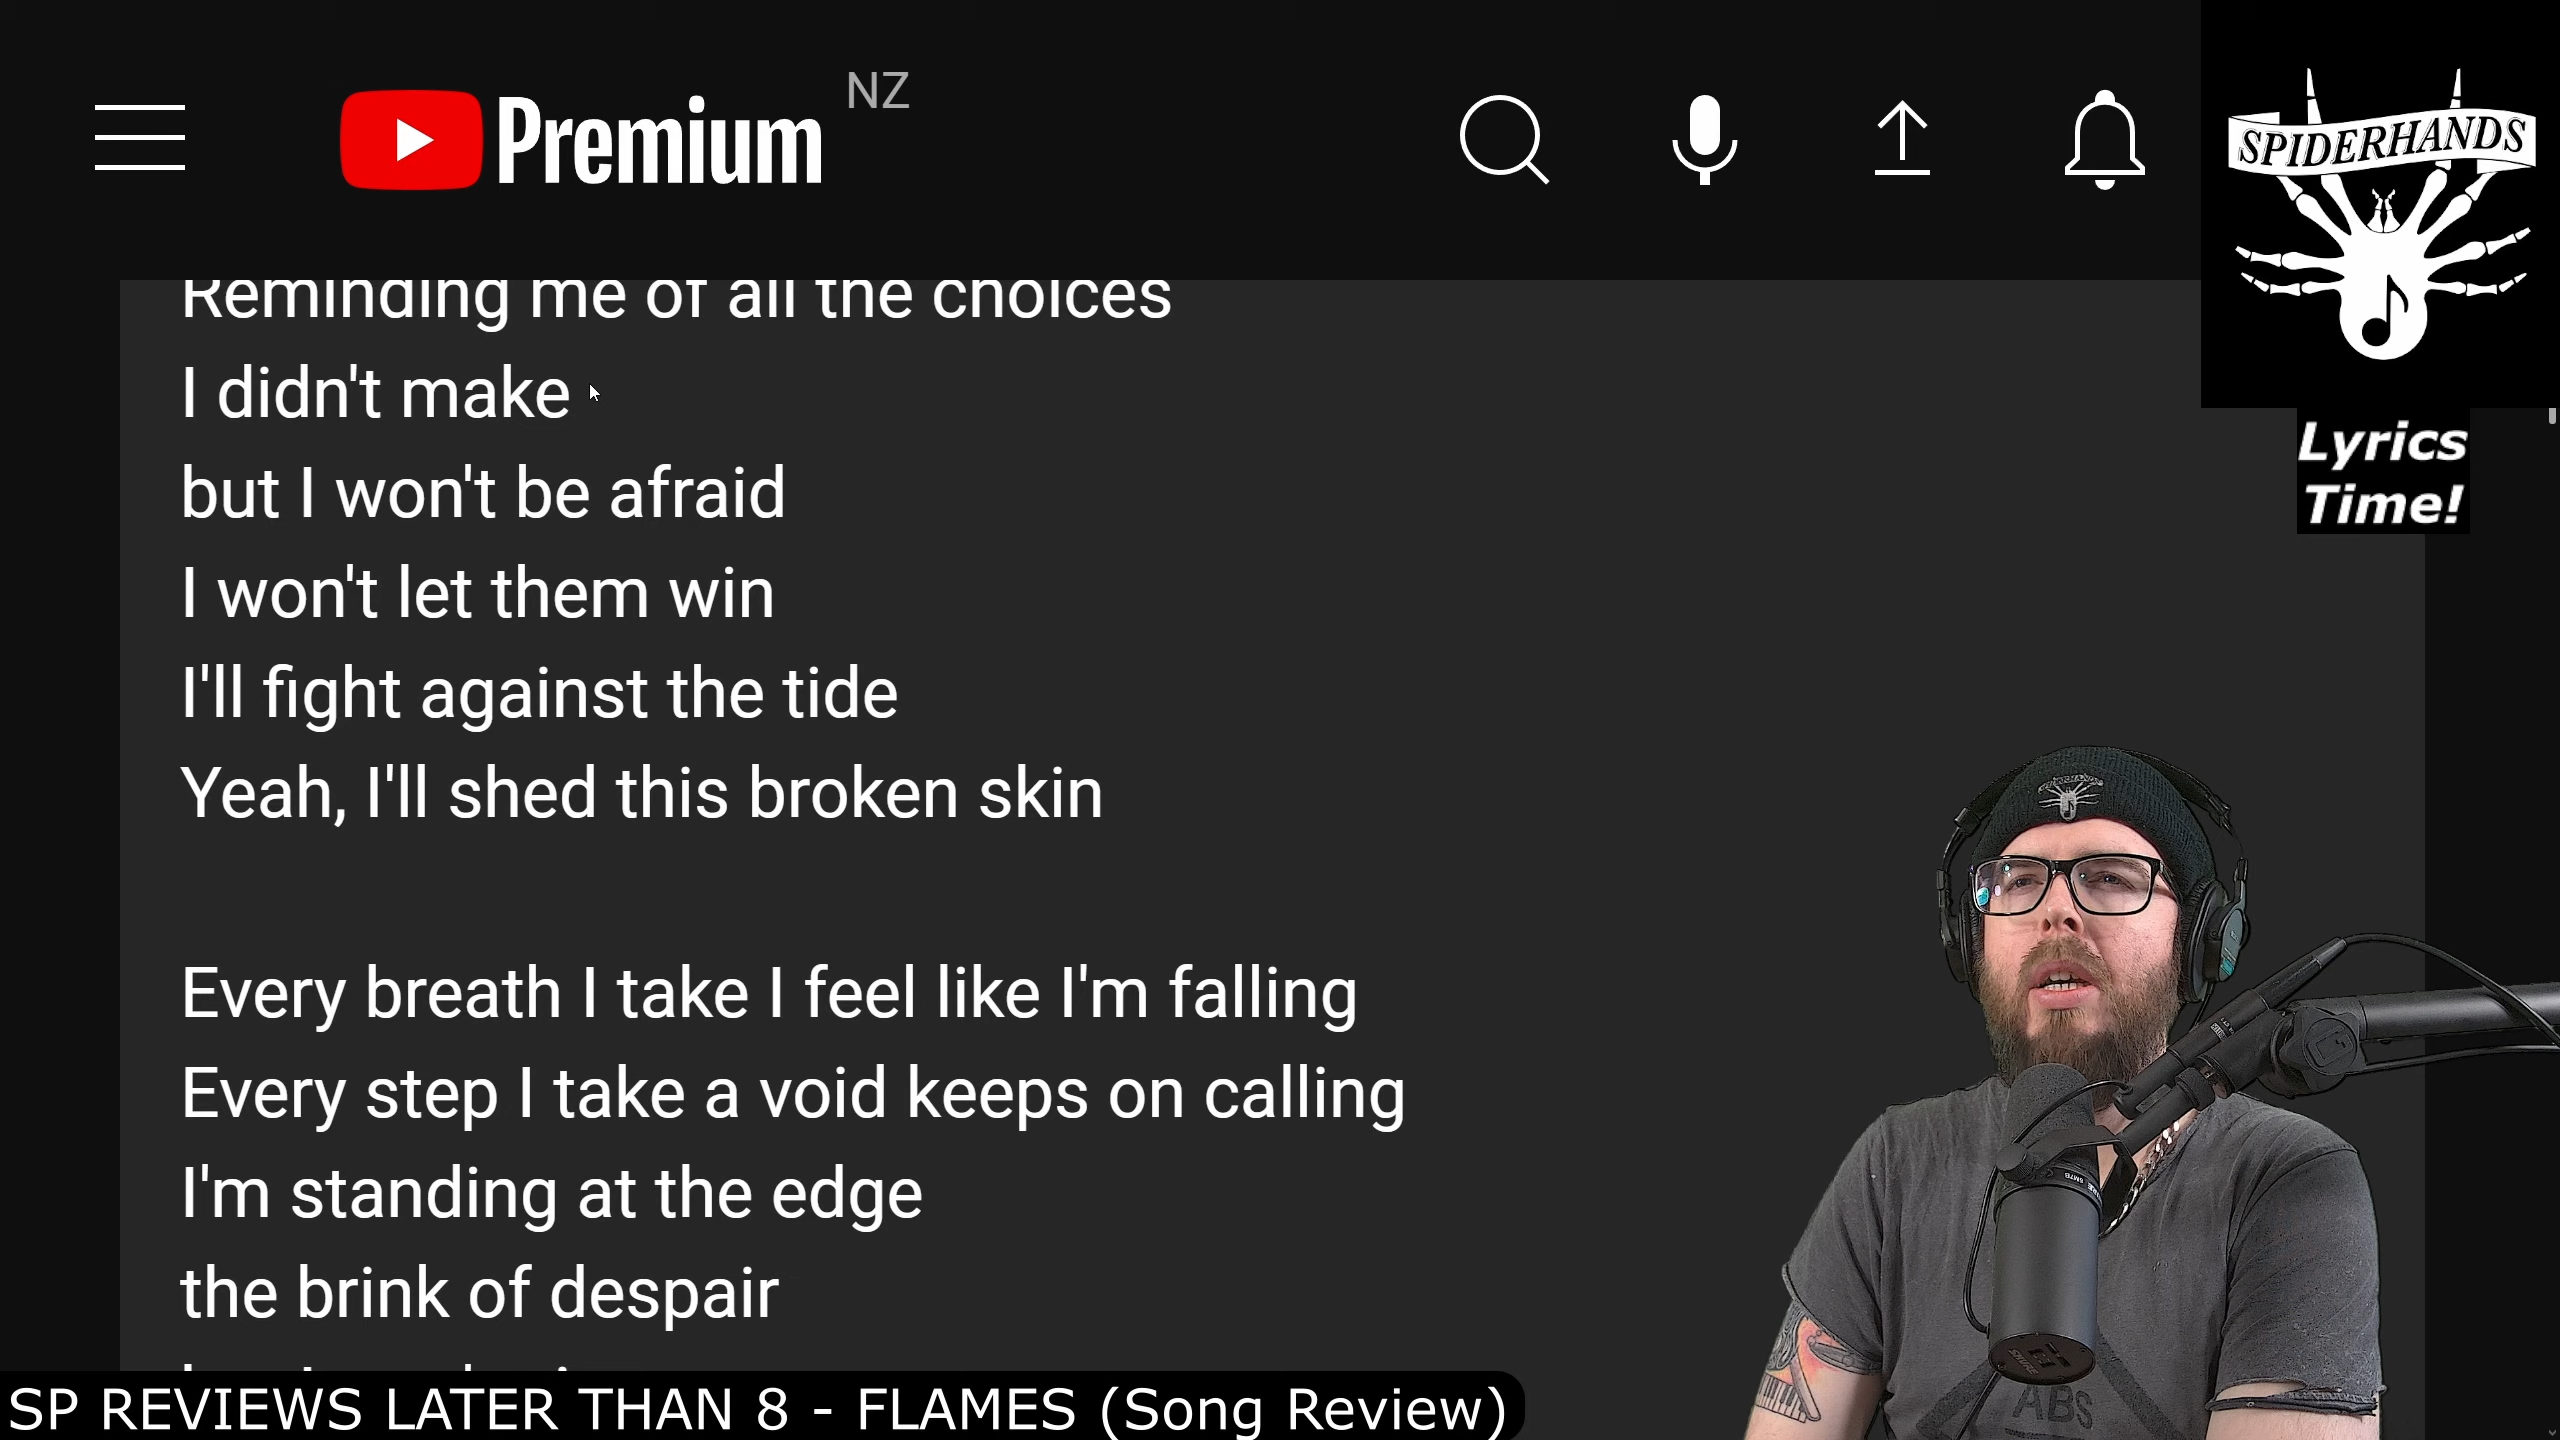 Premium NZ
SPIDERHANDS
Lyrics
Time!
Reminding me of all the choices
I didn't make
but I won't be afraid
I won't let them win
I'll fight against the tide
Yeah, I'll shed this broken skin
Every breath I take I feel like I'm falling
Every step I take a void keeps on calling
I'm standing at the edge
the brink of despair
SM7B
ABS
SP REVIEWS LATER THAN 8 - FLAMES (Song Review)